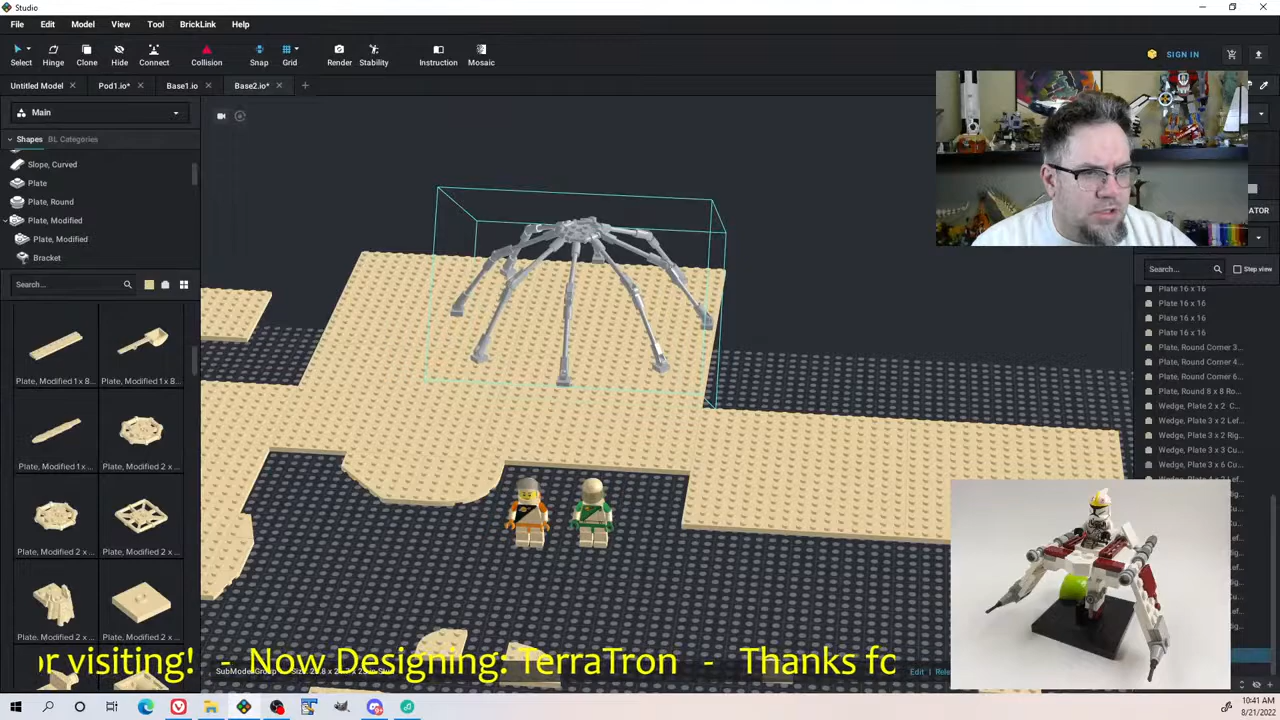 Studio
File Edit Model View Tool BrickLink Help
Select Hinge Clone Hide Connect Collision Snap Grid Render Stability Instruction Mosaic SIGN IN
Untitled Model Pod1.io* Base1.io Base2.io*
Main
Shapes BL Categories
Slope, Curved
Plate
Plate, Round
Plate, Modified
Plate, Modified
Bracket
Search...
Plate, Modified 1 x 8... Plate, Modified 1 x 8...
Plate, Modified 1 x ... Plate, Modified 2 x ...
Plate, Modified 2 x ... Plate, Modified 2 x ...
Plate, Modified 2 x ... Plate, Modified 2 x ...
Search... Step view
Plate 16 x 16
Plate 16 x 16
Plate 16 x 16
Plate 16 x 16
Plate, Round Corner 3...
Plate, Round Corner 4...
Plate, Round Corner 6...
Plate, Round 8 x 8 Ro...
Wedge, Plate 2 x 2 C...
Wedge, Plate 3 x 2 Lef...
Wedge, Plate 3 x 2 Rig...
Wedge, Plate 3 x 3 Cu...
Wedge, Plate 3 x 6 Cu...
or visiting! - Now Designing: TerraTron - Thanks fo
Edit
10:41 AM
8/21/2022